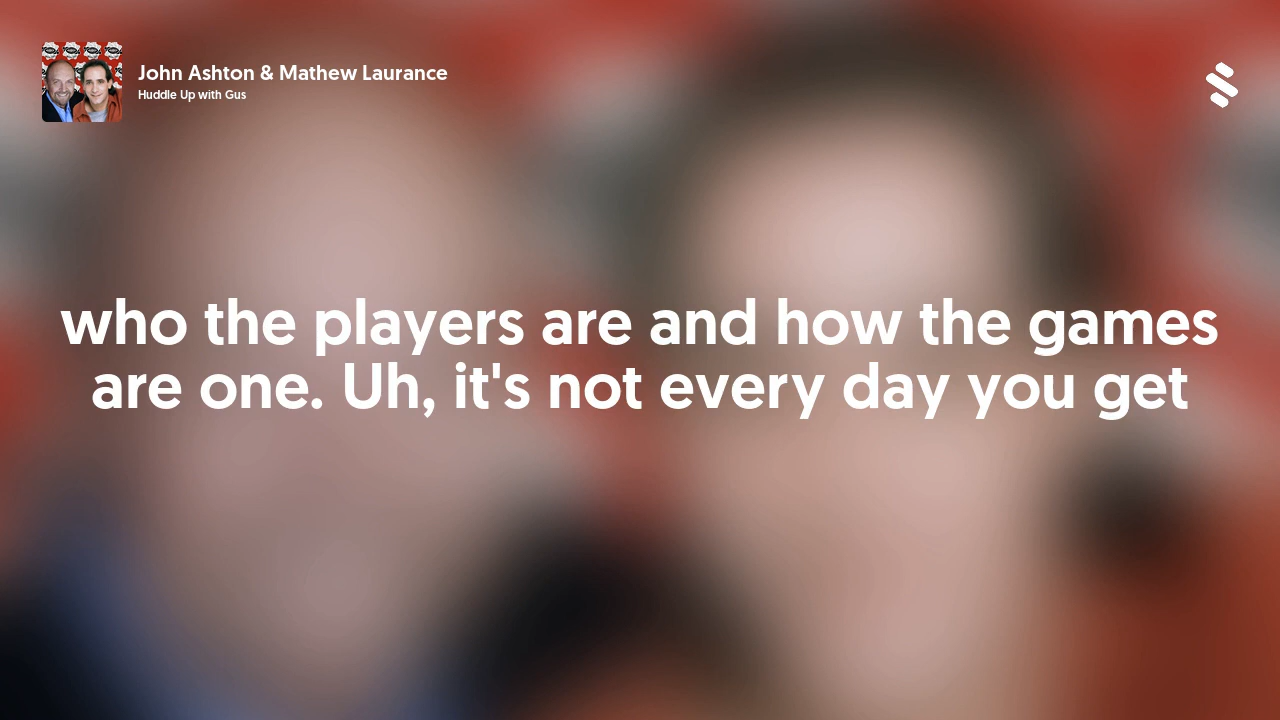 John Ashton & Mathew Laurance
Huddle Up with Gus
who the players are and how the games
are one. Uh, it's not every day you get